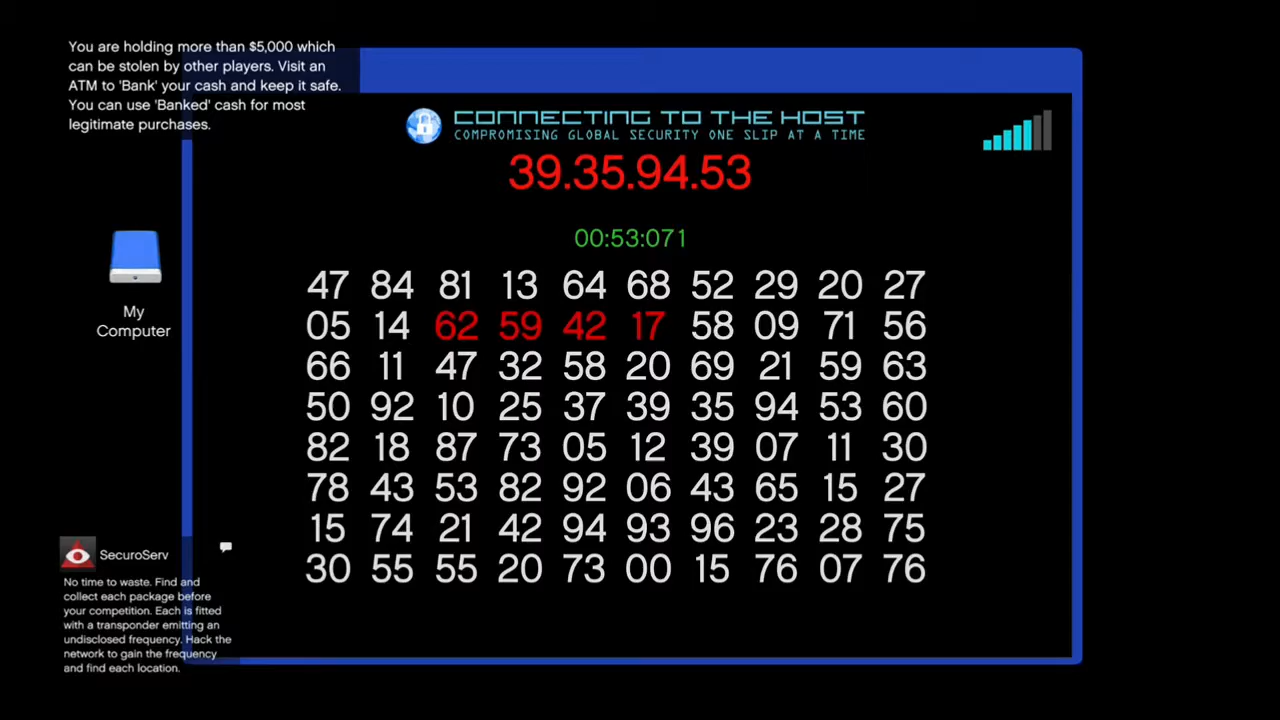 You are holding more than $5,000 which
can be stolen by other players. Visit an
ATM to 'Bank' your cash and keep it safe.
You can use 'Banked' cash for most
legitimate purchases.
CONNECTING TO THE HOST
COMPROMISING GLOBAL SECURITY ONE SLIP AT A TIME
39.35.94.53
00:53:071
47 84 81 13 64 68 52 29 20 27
05 14 62 59 42 17 58 09 71 56
66 11 47 32 58 20 69 21 59 63
50 92 10 25 37 39 35 94 53 60
82 18 87 73 05 12 39 07 11 30
78 43 53 82 92 06 43 65 15 27
15 74 21 42 94 93 96 23 28 75
30 55 55 20 73 00 15 76 07 76
My
Computer
SecuroServ
No time to waste. Find and
collect each package before
your competition. Each is fitted
with a transponder emitting an
undisclosed frequency. Hack the
network to gain the frequency
and find each location.